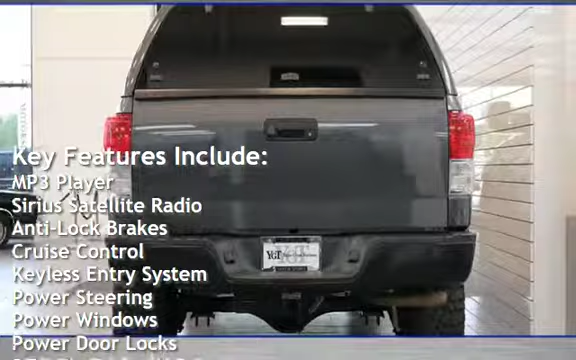 Key Features Include:
MP3 Player
Sirius Satellite Radio
Anti-Lock Brakes
Cruise Control
Keyless Entry System
Power Steering
Power Windows
Power Door Locks